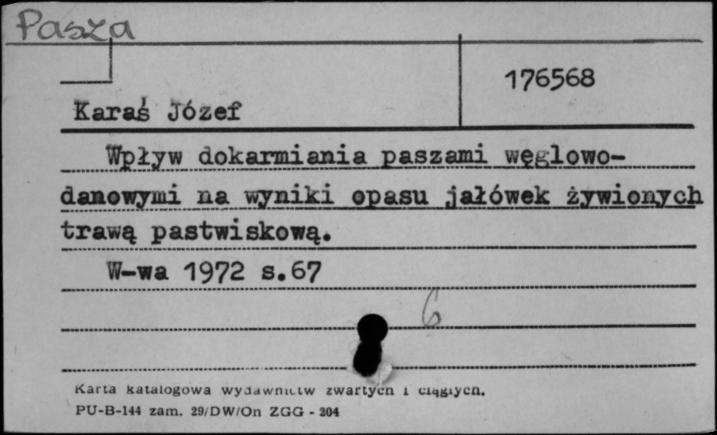 Pasza
176568
Karaś Józef
Wpływ dokarmiania paszami węglowo-
danowymi na wyniki opasu jałówek żywionych
trawą pastwiskową.
W-wa 1972 s.67
6
Karta katalogowa wydawnictw zwartych i ciągłych.
PU-B-144 zam. 29/DW/On ZGG - 204